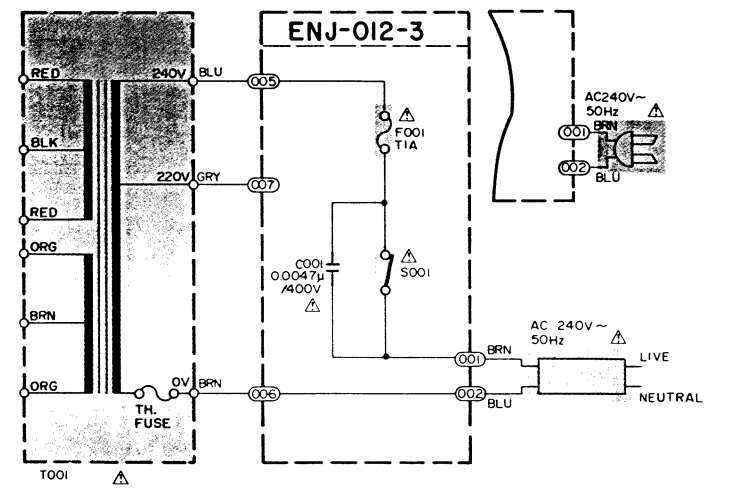 ENJ-012-3
RED
240V
BLU
005
AC240V~
50Hz
F001
T1A
001
BRN
BLK
002
BLU
220V
GRY
007
RED
ORG
C001
0.0047µ
/400V
S001
BRN
AC 240V~
50Hz
001
BRN
LIVE
ORG
0V
BRN
006
002
BLU
NEUTRAL
TH.
FUSE
T001